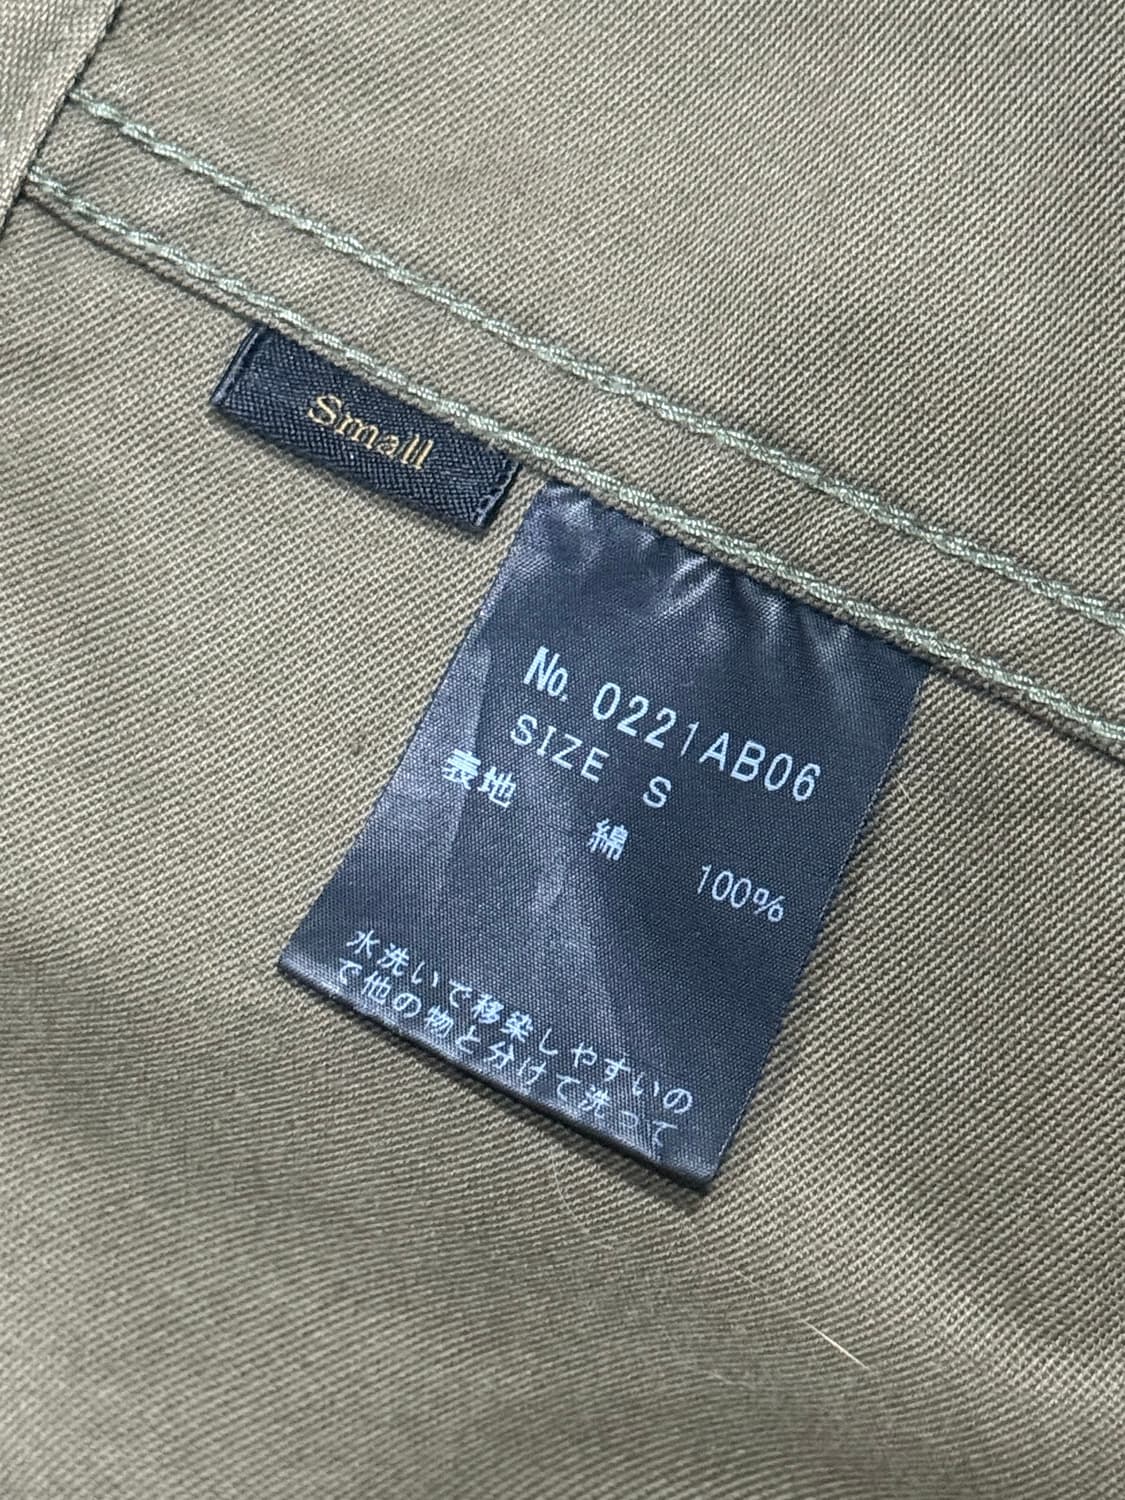 Small
No. 0221AB06
SIZE S
表地
綿 100%
水洗いで移染しやすいの
で他の物と分けて洗って